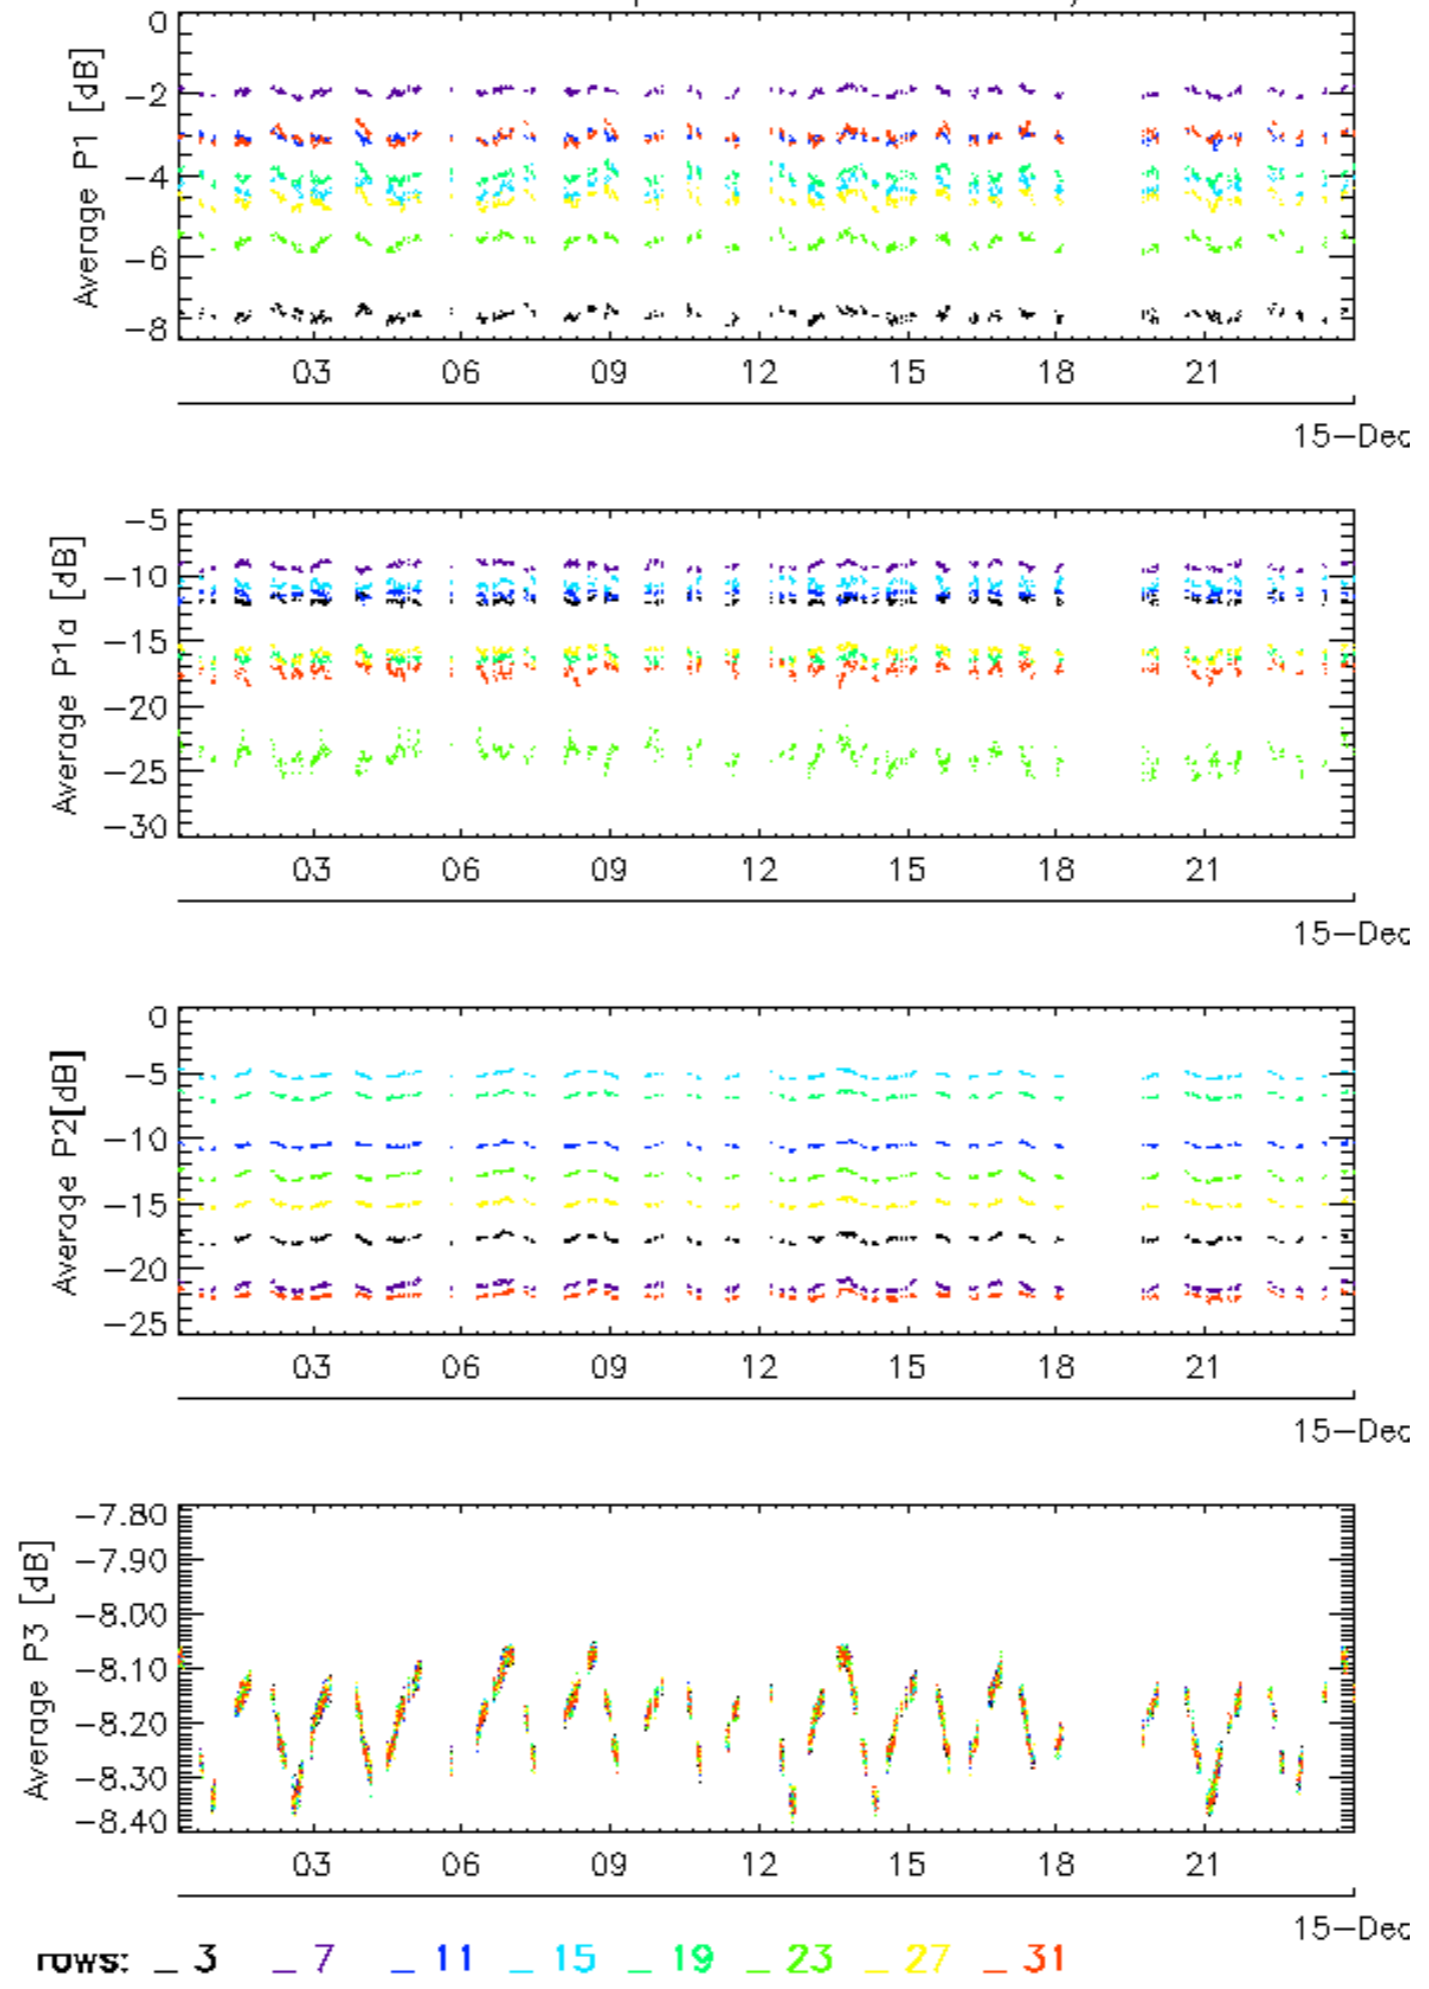 Average P1 [dB]
0
−2
−4
−6
−8
03 06 09 12 15 18 21
15−Dec
Average P1a [dB]
−5
−10
−15
−20
−25
−30
03 06 09 12 15 18 21
15−Dec
Average P2[dB]
0
−5
−10
−15
−20
−25
03 06 09 12 15 18 21
15−Dec
Average P3 [dB]
−7.80
−7.90
−8.00
−8.10
−8.20
−8.30
−8.40
03 06 09 12 15 18 21
15−Dec
rows: _ 3 _ 7 _ 11 _ 15 _ 19 _ 23 _ 27 _ 31